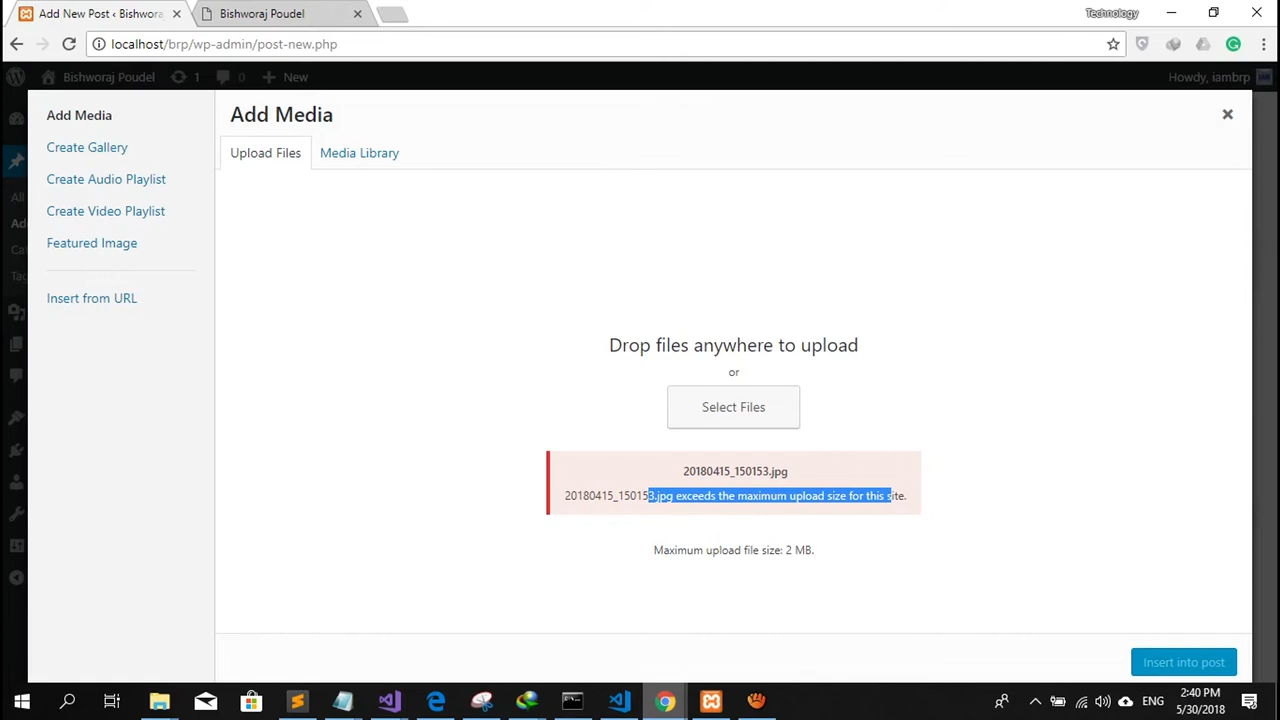 Add New Post ‹ Bishwora
Bishworaj Poudel
Technology
localhost/brp/wp-admin/post-new.php
Bishworaj Poudel
1
0
New
Howdy, iambrp
Add Media
Create Gallery
Create Audio Playlist
Create Video Playlist
Featured Image
Insert from URL
Add Media
Upload Files
Media Library
All
Ad
Cat
Tag
Drop files anywhere to upload
or
Select Files
20180415_150153.jpg
20180415_150153.jpg exceeds the maximum upload size for this site.
Maximum upload file size: 2 MB.
Insert into post
ENG
2:40 PM
5/30/2018